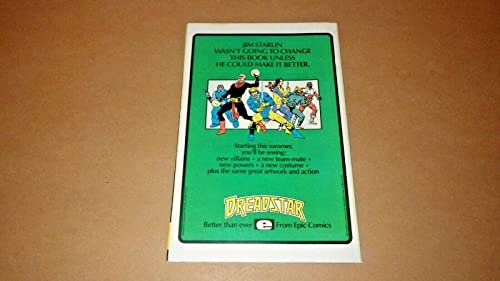 JIM STARLIN
WASN'T GOING TO CHANGE
THIS BOOK UNLESS
HE COULD MAKE IT BETTER.
Starting this summer,
you'll be seeing:
new villains • a new team-mate •
new powers • a new costume •
plus the same great artwork and action
DREADSTAR
Better than ever e From Epic Comics